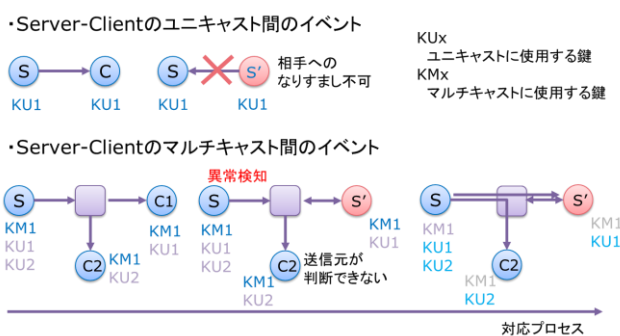 ・Server-Clientのユニキャスト間のイベント
KUx
ユニキャストに使用する鍵
KMx
マルチキャストに使用する鍵
S
C
S
S'
相手への
なりすまし不可
KU1
KU1
KU1
KU1
・Server-Clientのマルチキャスト間のイベント
異常検知
S
C1
S
S'
S
S'
KM1
KU1
KU2
KM1
KU1
C2
KM1
KU2
KM1
KU1
KU2
KM1
KU1
C2
KM1
KU2
送信元が
判断できない
KM1
KU1
KU2
KM1
KU1
C2
KM1
KU2
対応プロセス